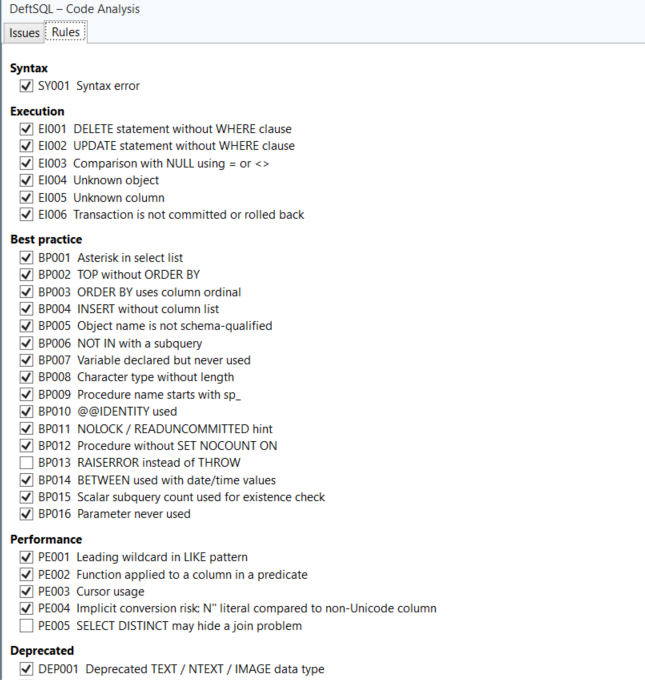 DeftSQL – Code Analysis
Issues Rules
Syntax
SY001 Syntax error
Execution
EI001 DELETE statement without WHERE clause
EI002 UPDATE statement without WHERE clause
EI003 Comparison with NULL using = or <>
EI004 Unknown object
EI005 Unknown column
EI006 Transaction is not committed or rolled back
Best practice
BP001 Asterisk in select list
BP002 TOP without ORDER BY
BP003 ORDER BY uses column ordinal
BP004 INSERT without column list
BP005 Object name is not schema-qualified
BP006 NOT IN with a subquery
BP007 Variable declared but never used
BP008 Character type without length
BP009 Procedure name starts with sp_
BP010 @@IDENTITY used
BP011 NOLOCK / READUNCOMMITTED hint
BP012 Procedure without SET NOCOUNT ON
BP013 RAISERROR instead of THROW
BP014 BETWEEN used with date/time values
BP015 Scalar subquery count used for existence check
BP016 Parameter never used
Performance
PE001 Leading wildcard in LIKE pattern
PE002 Function applied to a column in a predicate
PE003 Cursor usage
PE004 Implicit conversion risk: N'' literal compared to non-Unicode column
PE005 SELECT DISTINCT may hide a join problem
Deprecated
DEP001 Deprecated TEXT / NTEXT / IMAGE data type